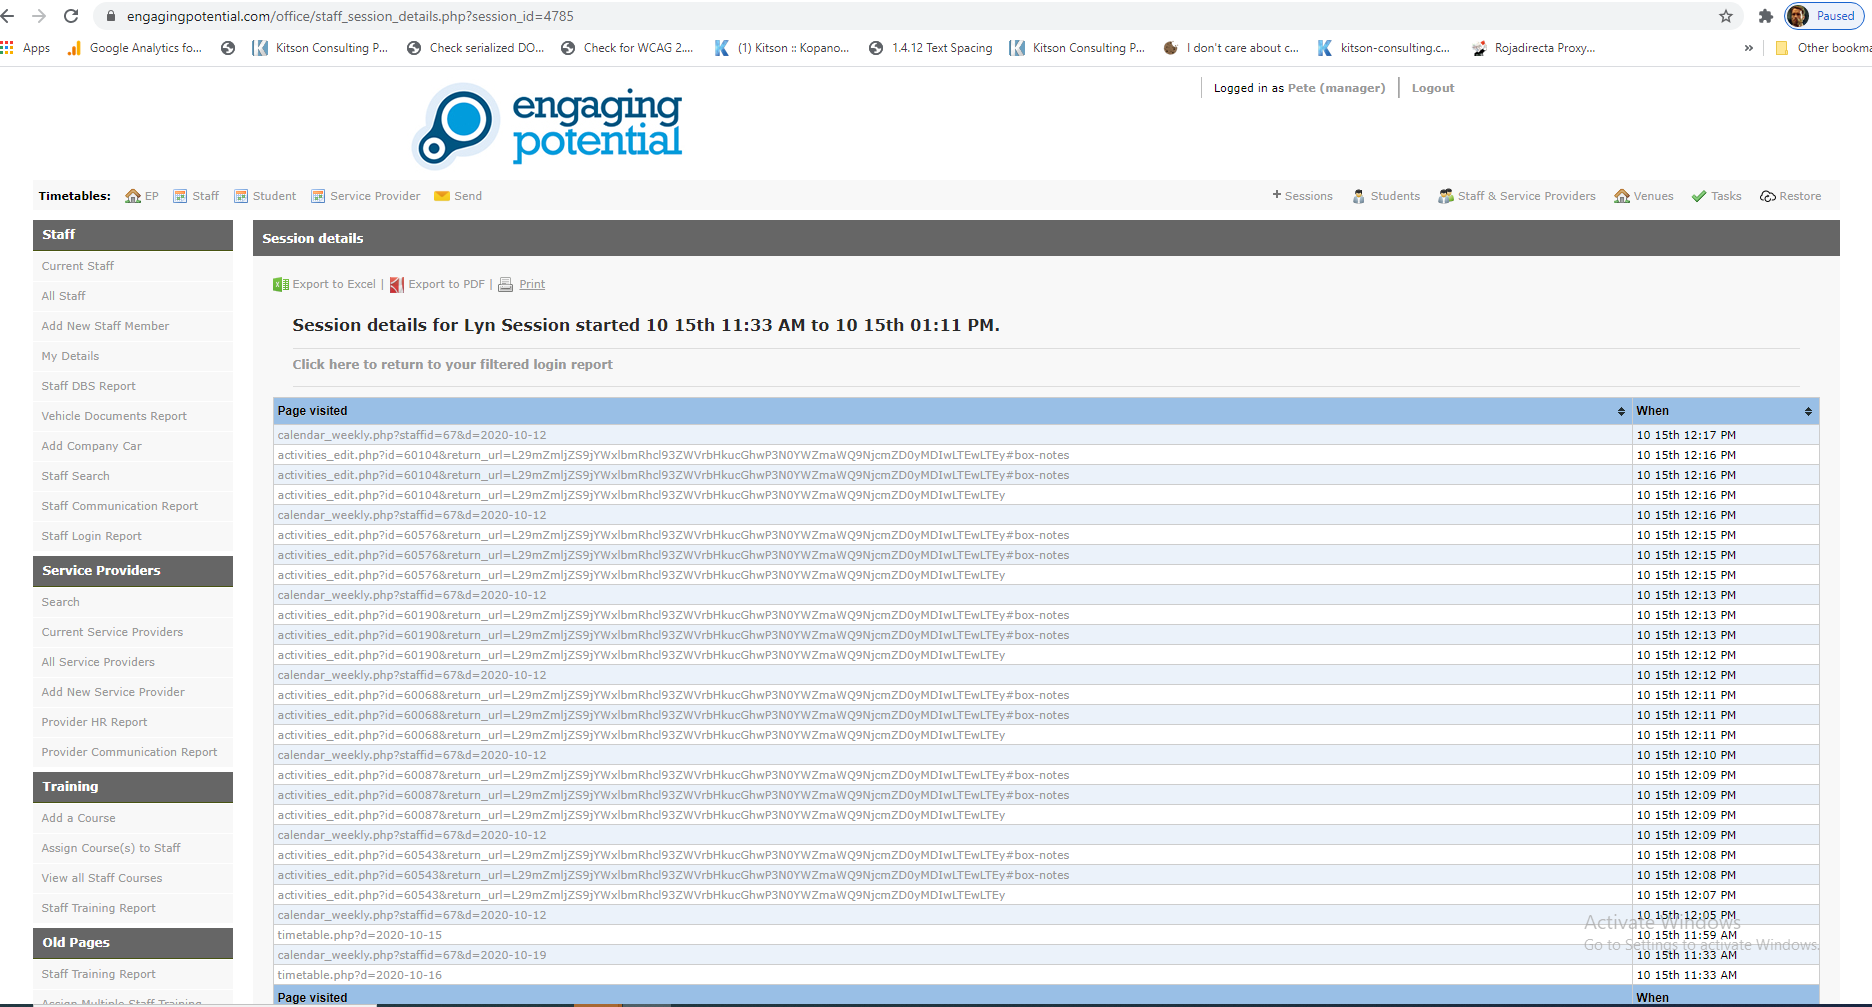 engagingpotential.com/office/staff_session_details.php?session_id=4785
Paused
Apps
Google Analytics fo...
Kitson Consulting P...
Check serialized DO...
Check for WCAG 2....
(1) Kitson :: Kopano...
1.4.12 Text Spacing
Kitson Consulting P...
I don't care about c...
kitson-consulting.c...
Rojadirecta Proxy...
»
Other bookma
engaging
potential
Logged in as Pete (manager)
Logout
Timetables: EP Staff Student Service Provider Send
+ Sessions Students Staff & Service Providers Venues Tasks Restore
Staff
Current Staff
All Staff
Add New Staff Member
My Details
Staff DBS Report
Vehicle Documents Report
Add Company Car
Staff Search
Staff Communication Report
Staff Login Report
Service Providers
Search
Current Service Providers
All Service Providers
Add New Service Provider
Provider HR Report
Provider Communication Report
Training
Add a Course
Assign Course(s) to Staff
View all Staff Courses
Staff Training Report
Old Pages
Staff Training Report
Assign Multiple Staff Training
Session details
Export to Excel | Export to PDF | Print
Session details for Lyn Session started 10 15th 11:33 AM to 10 15th 01:11 PM.
Click here to return to your filtered login report
Page visited When
calendar_weekly.php?staffid=67&d=2020-10-12 10 15th 12:17 PM
activities_edit.php?id=60104&return_url=L29mZmljZS9jYWxlbmRhcl93ZWVrbHkucGhwP3N0YWZmaWQ9NjcmZD0yMDIwLTEwLTEy#box-notes 10 15th 12:16 PM
activities_edit.php?id=60104&return_url=L29mZmljZS9jYWxlbmRhcl93ZWVrbHkucGhwP3N0YWZmaWQ9NjcmZD0yMDIwLTEwLTEy#box-notes 10 15th 12:16 PM
activities_edit.php?id=60104&return_url=L29mZmljZS9jYWxlbmRhcl93ZWVrbHkucGhwP3N0YWZmaWQ9NjcmZD0yMDIwLTEwLTEy 10 15th 12:16 PM
calendar_weekly.php?staffid=67&d=2020-10-12 10 15th 12:16 PM
activities_edit.php?id=60576&return_url=L29mZmljZS9jYWxlbmRhcl93ZWVrbHkucGhwP3N0YWZmaWQ9NjcmZD0yMDIwLTEwLTEy#box-notes 10 15th 12:15 PM
activities_edit.php?id=60576&return_url=L29mZmljZS9jYWxlbmRhcl93ZWVrbHkucGhwP3N0YWZmaWQ9NjcmZD0yMDIwLTEwLTEy#box-notes 10 15th 12:15 PM
activities_edit.php?id=60576&return_url=L29mZmljZS9jYWxlbmRhcl93ZWVrbHkucGhwP3N0YWZmaWQ9NjcmZD0yMDIwLTEwLTEy 10 15th 12:15 PM
calendar_weekly.php?staffid=67&d=2020-10-12 10 15th 12:13 PM
activities_edit.php?id=60190&return_url=L29mZmljZS9jYWxlbmRhcl93ZWVrbHkucGhwP3N0YWZmaWQ9NjcmZD0yMDIwLTEwLTEy#box-notes 10 15th 12:13 PM
activities_edit.php?id=60190&return_url=L29mZmljZS9jYWxlbmRhcl93ZWVrbHkucGhwP3N0YWZmaWQ9NjcmZD0yMDIwLTEwLTEy#box-notes 10 15th 12:13 PM
activities_edit.php?id=60190&return_url=L29mZmljZS9jYWxlbmRhcl93ZWVrbHkucGhwP3N0YWZmaWQ9NjcmZD0yMDIwLTEwLTEy 10 15th 12:12 PM
calendar_weekly.php?staffid=67&d=2020-10-12 10 15th 12:12 PM
activities_edit.php?id=60068&return_url=L29mZmljZS9jYWxlbmRhcl93ZWVrbHkucGhwP3N0YWZmaWQ9NjcmZD0yMDIwLTEwLTEy#box-notes 10 15th 12:11 PM
activities_edit.php?id=60068&return_url=L29mZmljZS9jYWxlbmRhcl93ZWVrbHkucGhwP3N0YWZmaWQ9NjcmZD0yMDIwLTEwLTEy#box-notes 10 15th 12:11 PM
activities_edit.php?id=60068&return_url=L29mZmljZS9jYWxlbmRhcl93ZWVrbHkucGhwP3N0YWZmaWQ9NjcmZD0yMDIwLTEwLTEy 10 15th 12:11 PM
calendar_weekly.php?staffid=67&d=2020-10-12 10 15th 12:10 PM
activities_edit.php?id=60087&return_url=L29mZmljZS9jYWxlbmRhcl93ZWVrbHkucGhwP3N0YWZmaWQ9NjcmZD0yMDIwLTEwLTEy#box-notes 10 15th 12:09 PM
activities_edit.php?id=60087&return_url=L29mZmljZS9jYWxlbmRhcl93ZWVrbHkucGhwP3N0YWZmaWQ9NjcmZD0yMDIwLTEwLTEy#box-notes 10 15th 12:09 PM
activities_edit.php?id=60087&return_url=L29mZmljZS9jYWxlbmRhcl93ZWVrbHkucGhwP3N0YWZmaWQ9NjcmZD0yMDIwLTEwLTEy 10 15th 12:09 PM
calendar_weekly.php?staffid=67&d=2020-10-12 10 15th 12:09 PM
activities_edit.php?id=60543&return_url=L29mZmljZS9jYWxlbmRhcl93ZWVrbHkucGhwP3N0YWZmaWQ9NjcmZD0yMDIwLTEwLTEy#box-notes 10 15th 12:08 PM
activities_edit.php?id=60543&return_url=L29mZmljZS9jYWxlbmRhcl93ZWVrbHkucGhwP3N0YWZmaWQ9NjcmZD0yMDIwLTEwLTEy#box-notes 10 15th 12:08 PM
activities_edit.php?id=60543&return_url=L29mZmljZS9jYWxlbmRhcl93ZWVrbHkucGhwP3N0YWZmaWQ9NjcmZD0yMDIwLTEwLTEy 10 15th 12:07 PM
calendar_weekly.php?staffid=67&d=2020-10-12 10 15th 12:05 PM
timetable.php?d=2020-10-15 10 15th 11:59 AM
calendar_weekly.php?staffid=67&d=2020-10-19 10 15th 11:33 AM
timetable.php?d=2020-10-16 10 15th 11:33 AM
Page visited When
Activate Windows
Go to Settings to activate Windows.